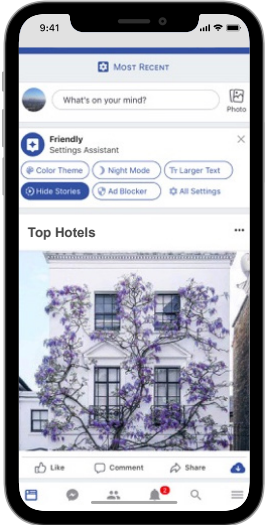 9:41
Most Recent
What's on your mind?
Photo
Friendly
Settings Assistant
Color Theme
Night Mode
Tr Larger Text
Hide Stories
Ad Blocker
All Settings
Top Hotels
Like
Comment
Share
2